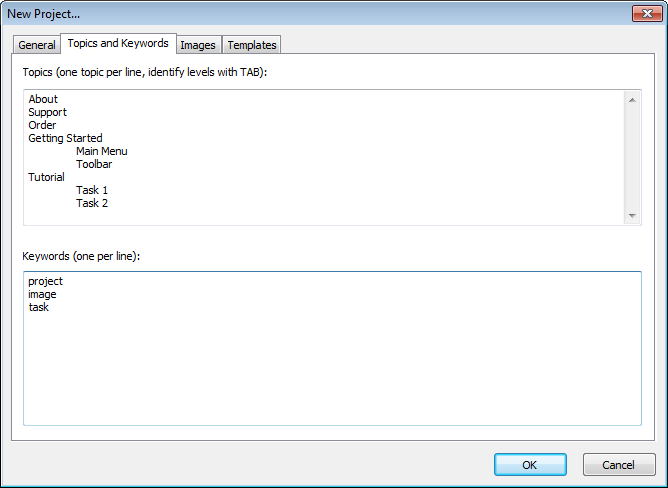 New Project...
General Topics and Keywords Images Templates
Topics (one topic per line, identify levels with TAB):
About
Support
Order
Getting Started
Main Menu
Toolbar
Tutorial
Task 1
Task 2
Keywords (one per line):
project
image
task
OK Cancel